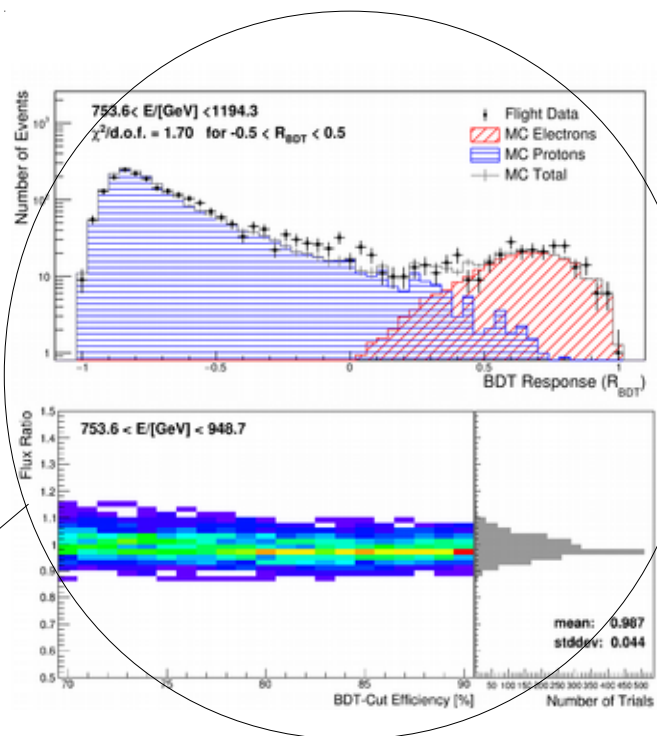 753.6< E/[GeV] <1194.3
χ²/d.o.f. = 1.70 for -0.5 < R_BDT < 0.5
Flight Data
MC Electrons
MC Protons
MC Total
Number of Events
10
1
-1
-0.5
0
0.5
1
BDT Response (R_BDT)
753.6 < E/[GeV] < 948.7
Flux Ratio
1.5
1.4
1.3
1.2
1.1
1
0.9
0.8
0.7
0.6
0.5
mean: 0.987
stddev: 0.044
70 75 80 85 90
50 100 150 200 250 300 350 400 450 500
BDT-Cut Efficiency [%]
Number of Trials